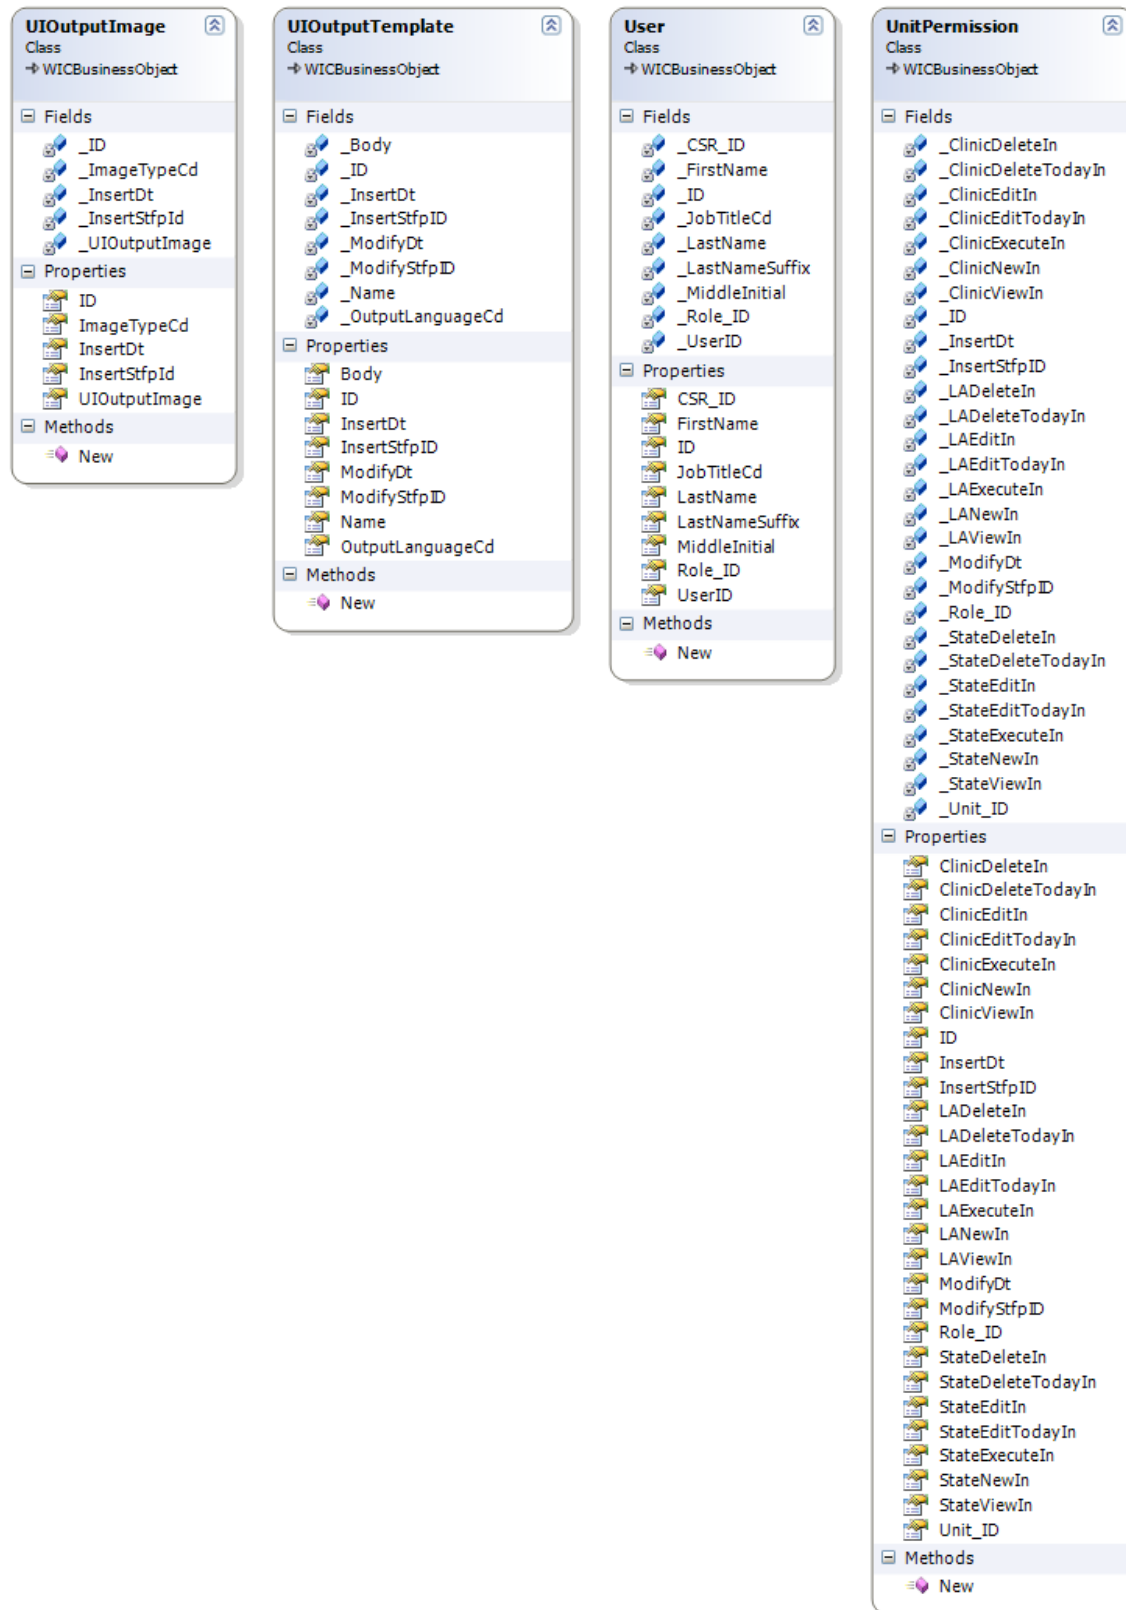 UIOutputImage
Class
WICBusinessObject
Fields
_ID
_ImageTypeCd
_InsertDt
_InsertStfpId
_UIOutputImage
Properties
ID
ImageTypeCd
InsertDt
InsertStfpId
UIOutputImage
Methods
New
UIOutputTemplate
Class
WICBusinessObject
Fields
_Body
_ID
_InsertDt
_InsertStfpID
_ModifyDt
_ModifyStfpID
_Name
_OutputLanguageCd
Properties
Body
ID
InsertDt
InsertStfpID
ModifyDt
ModifyStfpID
Name
OutputLanguageCd
Methods
New
User
Class
WICBusinessObject
Fields
_CSR_ID
_FirstName
_ID
_JobTitleCd
_LastName
_LastNameSuffix
_MiddleInitial
_Role_ID
_UserID
Properties
CSR_ID
FirstName
ID
JobTitleCd
LastName
LastNameSuffix
MiddleInitial
Role_ID
UserID
Methods
New
UnitPermission
Class
WICBusinessObject
Fields
_ClinicDeleteIn
_ClinicDeleteTodayIn
_ClinicEditIn
_ClinicEditTodayIn
_ClinicExecuteIn
_ClinicNewIn
_ClinicViewIn
_ID
_InsertDt
_InsertStfpID
_LADeleteIn
_LADeleteTodayIn
_LAEditIn
_LAEditTodayIn
_LAExecuteIn
_LANewIn
_LAViewIn
_ModifyDt
_ModifyStfpID
_Role_ID
_StateDeleteIn
_StateDeleteTodayIn
_StateEditIn
_StateEditTodayIn
_StateExecuteIn
_StateNewIn
_StateViewIn
_Unit_ID
Properties
ClinicDeleteIn
ClinicDeleteTodayIn
ClinicEditIn
ClinicEditTodayIn
ClinicExecuteIn
ClinicNewIn
ClinicViewIn
ID
InsertDt
InsertStfpID
LADeleteIn
LADeleteTodayIn
LAEditIn
LAEditTodayIn
LAExecuteIn
LANewIn
LAViewIn
ModifyDt
ModifyStfpID
Role_ID
StateDeleteIn
StateDeleteTodayIn
StateEditIn
StateEditTodayIn
StateExecuteIn
StateNewIn
StateViewIn
Unit_ID
Methods
New